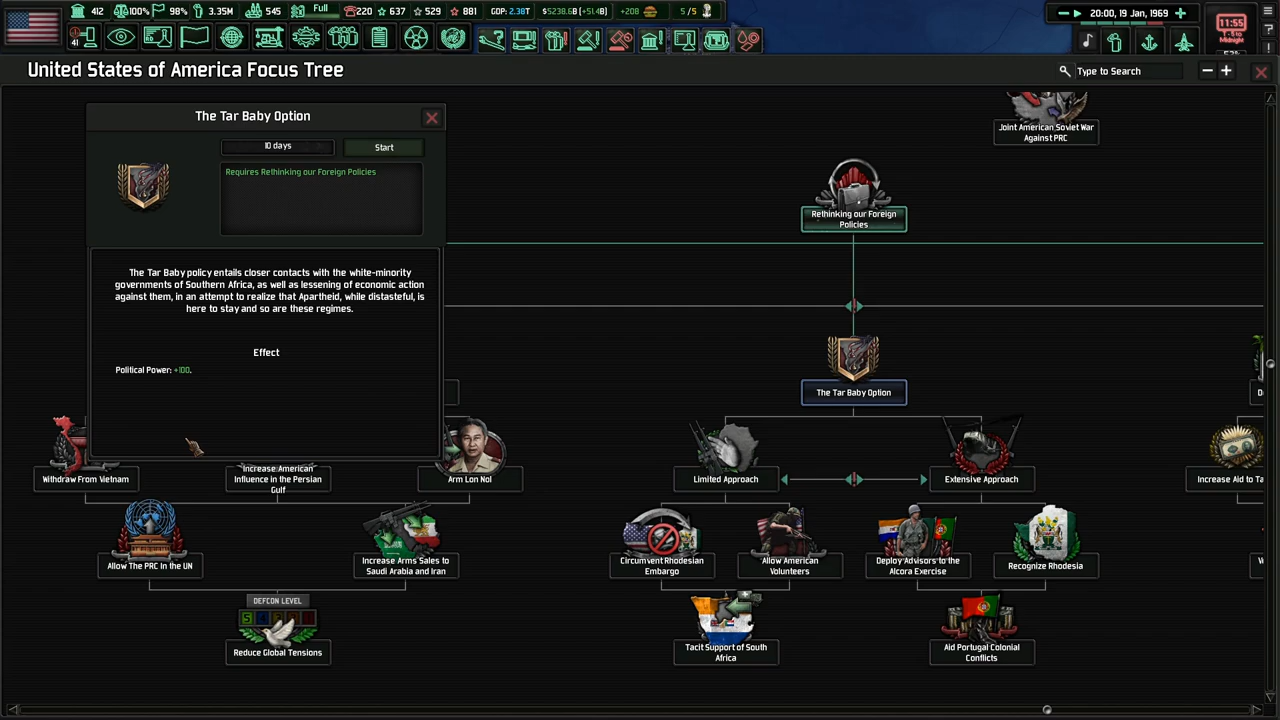 412 100% 98% 3.35M 545 Full 220 637 529 881 GDP: 2.38T $5238.6B (+51.4B) +208 5/5
20:00, 19 Jan, 1969
11:55
T-5 to
Midnight
41
United States of America Focus Tree
Type to Search
The Tar Baby Option
10 days
Start
Requires Rethinking our Foreign Policies
The Tar Baby policy entails closer contacts with the white-minority
governments of Southern Africa, as well as lessening of economic action
against them, in an attempt to realize that Apartheid, while distasteful, is
here to stay and so are these regimes.
Effect
Political Power: +100.
Joint American Soviet War
Against PRC
Rethinking our Foreign
Policies
The Tar Baby Option
Withdraw From Vietnam
Increase American
Influence in the Persian
Gulf
Arm Lon Nol
Limited Approach
Extensive Approach
Increase Aid to Ta
Allow The PRC In the UN
Increase Arms Sales to
Saudi Arabia and Iran
Circumvent Rhodesian
Embargo
Allow American
Volunteers
Deploy Advisors to the
Alcora Exercise
Recognize Rhodesia
DEFCON LEVEL
5
Reduce Global Tensions
Tacit Support of South
Africa
Aid Portugal Colonial
Conflicts